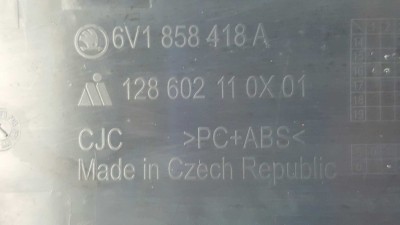 6V1 858 418 A
128 602 11 0X 01
CJC >PC+ABS<
Made in Czech Republic